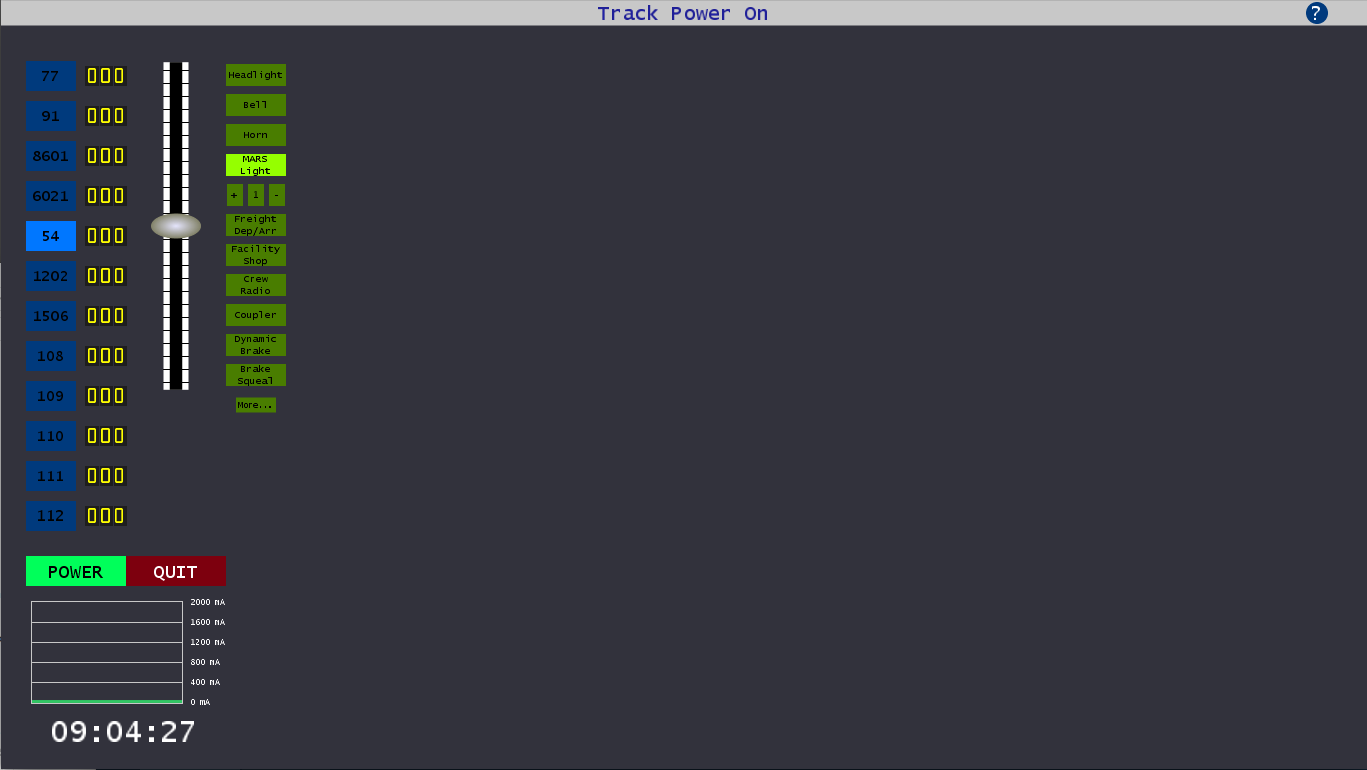 Track Power On ?
77 000
91 000
8601 000
6021 000
54 000
1202 000
1506 000
108 000
109 000
110 000
111 000
112 000
Headlight
Bell
Horn
MARS
Light
+ 1 -
Freight
Dep/Arr
Facility
Shop
Crew
Radio
Coupler
Dynamic
Brake
Brake
Squeal
More...
POWER QUIT
2000 mA
1600 mA
1200 mA
800 mA
400 mA
0 mA
09:04:27